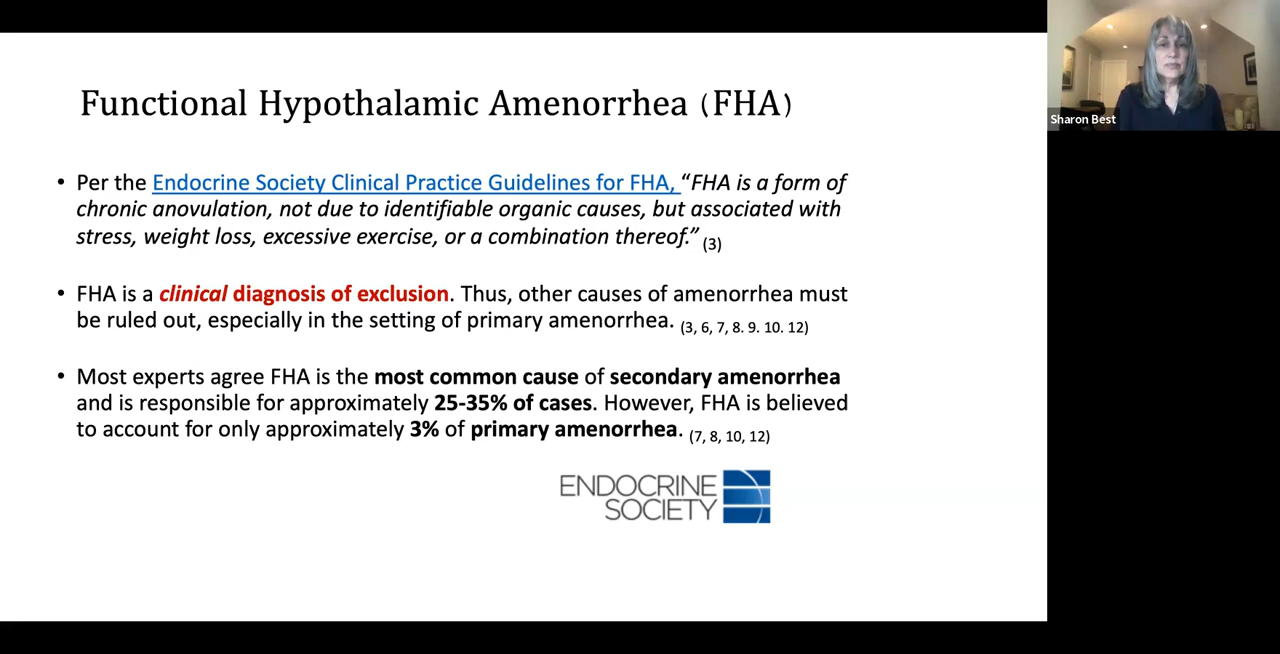 Functional Hypothalamic Amenorrhea (FHA)
Sharon Best
• Per the Endocrine Society Clinical Practice Guidelines for FHA, “FHA is a form of
chronic anovulation, not due to identifiable organic causes, but associated with
stress, weight loss, excessive exercise, or a combination thereof.” (3)
• FHA is a clinical diagnosis of exclusion. Thus, other causes of amenorrhea must
be ruled out, especially in the setting of primary amenorrhea. (3, 6, 7, 8. 9. 10. 12)
• Most experts agree FHA is the most common cause of secondary amenorrhea
and is responsible for approximately 25-35% of cases. However, FHA is believed
to account for only approximately 3% of primary amenorrhea. (7, 8, 10, 12)
ENDOCRINE
SOCIETY